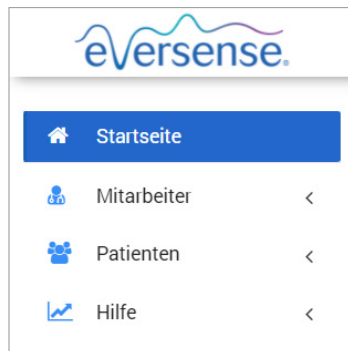 eversense.
Startseite
Mitarbeiter
Patienten
Hilfe